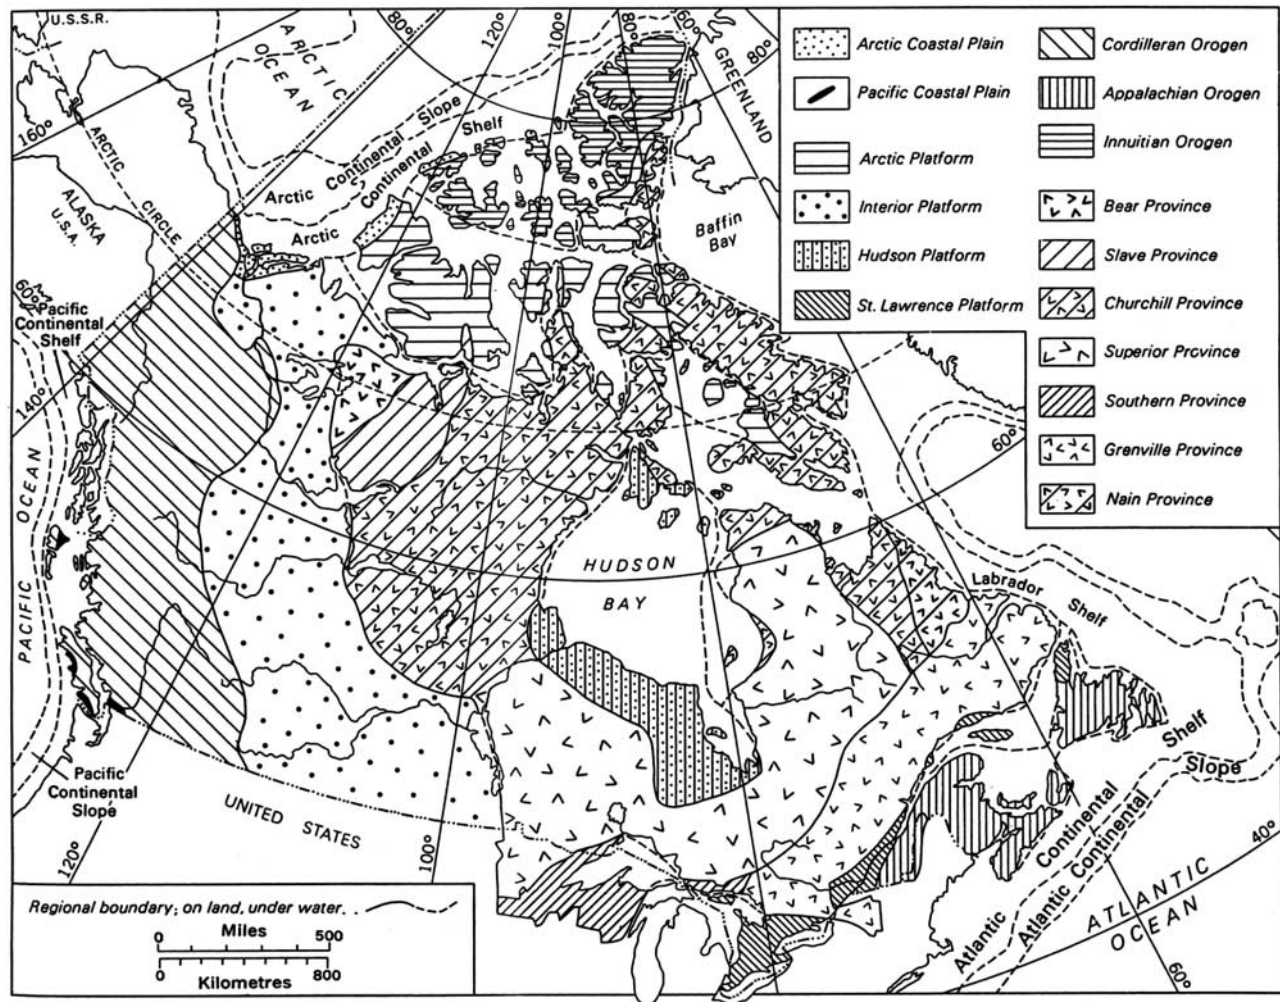 U.S.S.R.
ARCTIC
OCEAN
80°
120°
100°
80°
60°
80°
GREENLAND
160°
ARCTIC
CIRCLE
ALASKA
U.S.A.
Arctic Continental Slope
Arctic Continental Shelf
Baffin
Bay
60°
Pacific
Continental
Shelf
140°
PACIFIC OCEAN
HUDSON
BAY
60°
Labrador Shelf
Pacific
Continental
Slope
UNITED STATES
120°
100°
Atlantic Continental Shelf
Atlantic Continental Slope
ATLANTIC
OCEAN
40°
60°
Arctic Coastal Plain
Pacific Coastal Plain
Arctic Platform
Interior Platform
Hudson Platform
St. Lawrence Platform
Cordilleran Orogen
Appalachian Orogen
Innuitian Orogen
Bear Province
Slave Province
Churchill Province
Superior Province
Southern Province
Grenville Province
Nain Province
Regional boundary; on land, under water. .
0 Miles 500
0 Kilometres 800